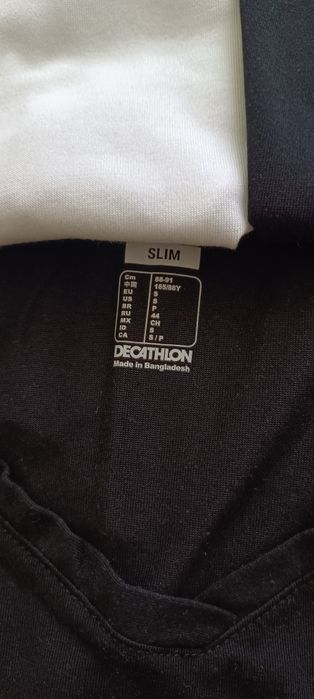 SLIM
Cm 88-91
中国 165/88Y
EU S
US S
BR P
RU 44
MX CH
ID S
CA S / P
DECATHLON
Made in Bangladesh